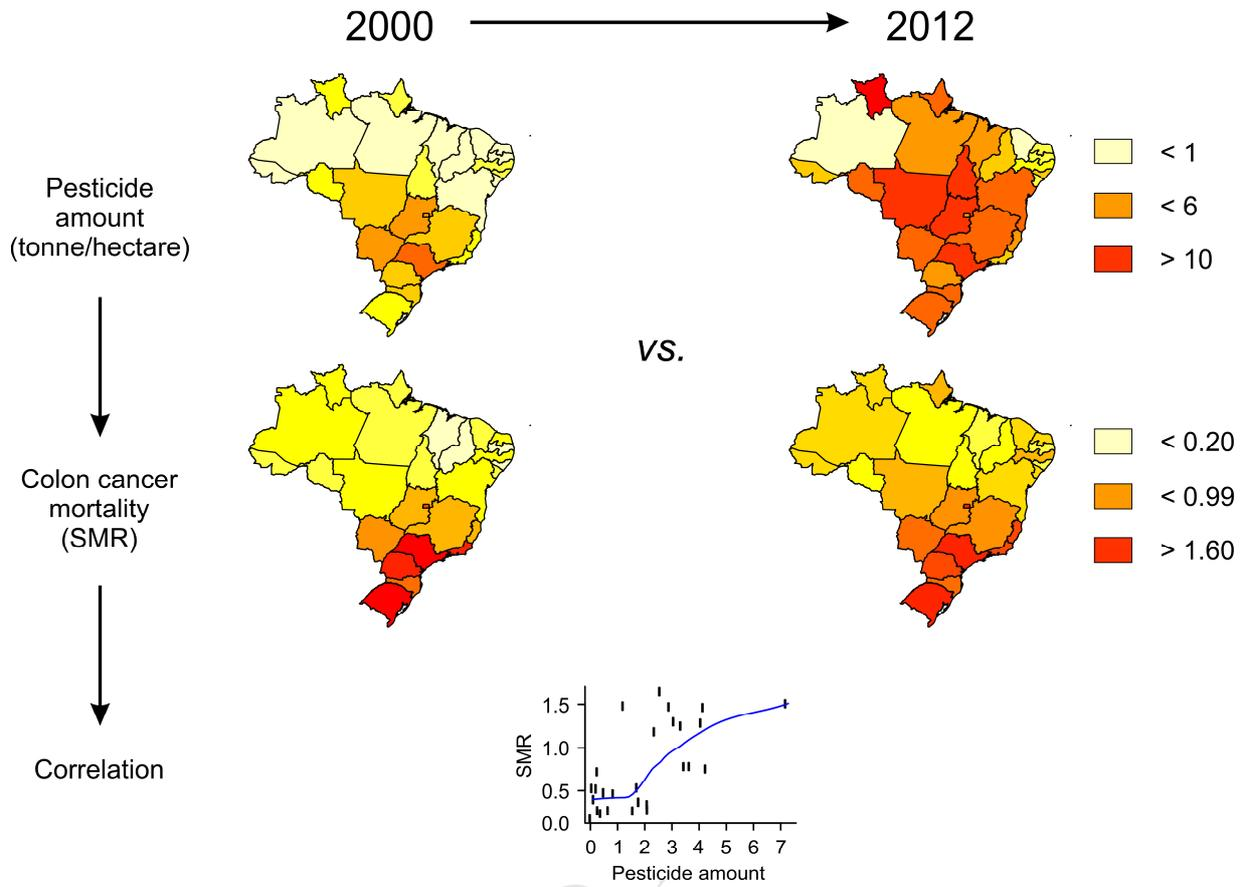 2000
2012
Pesticide
amount
(tonne/hectare)
< 1
< 6
> 10
vs.
Colon cancer
mortality
(SMR)
< 0.20
< 0.99
> 1.60
Correlation
SMR
1.5
1.0
0.5
0.0
0 1 2 3 4 5 6 7
Pesticide amount